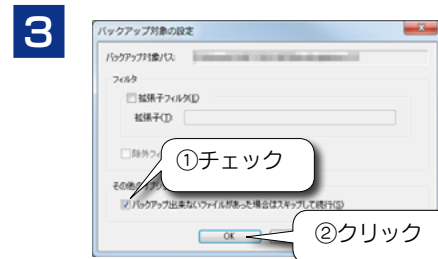 3
バックアップ対象の設定
バックアップ対象パス:
フィルタ
拡張子フィルタ(E)
拡張子(T):
除外フィ
①チェック
その他
バックアップ出来ないファイルがあった場合はスキップして続行(S)
OK
②クリック